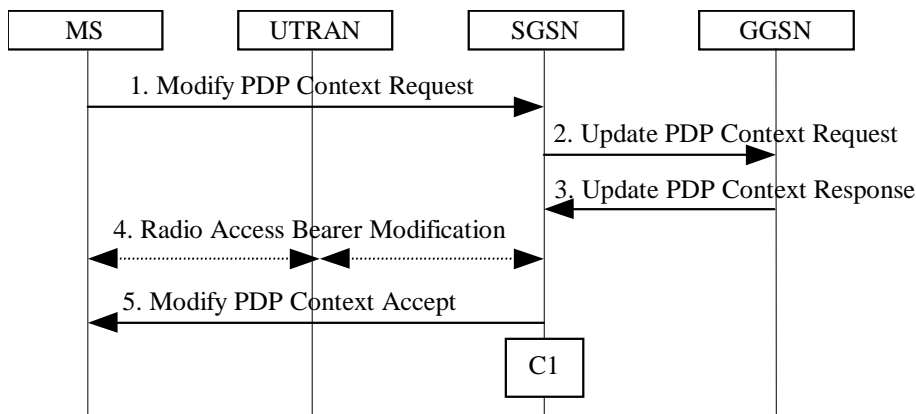 MS
UTRAN
SGSN
GGSN
1. Modify PDP Context Request
2. Update PDP Context Request
3. Update PDP Context Response
4. Radio Access Bearer Modification
5. Modify PDP Context Accept
C1